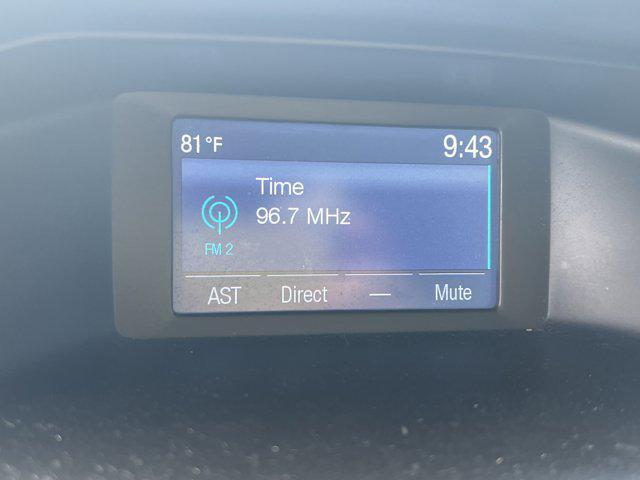 81°F 9:43
Time
96.7 MHz
FM 2
AST Direct — Mute